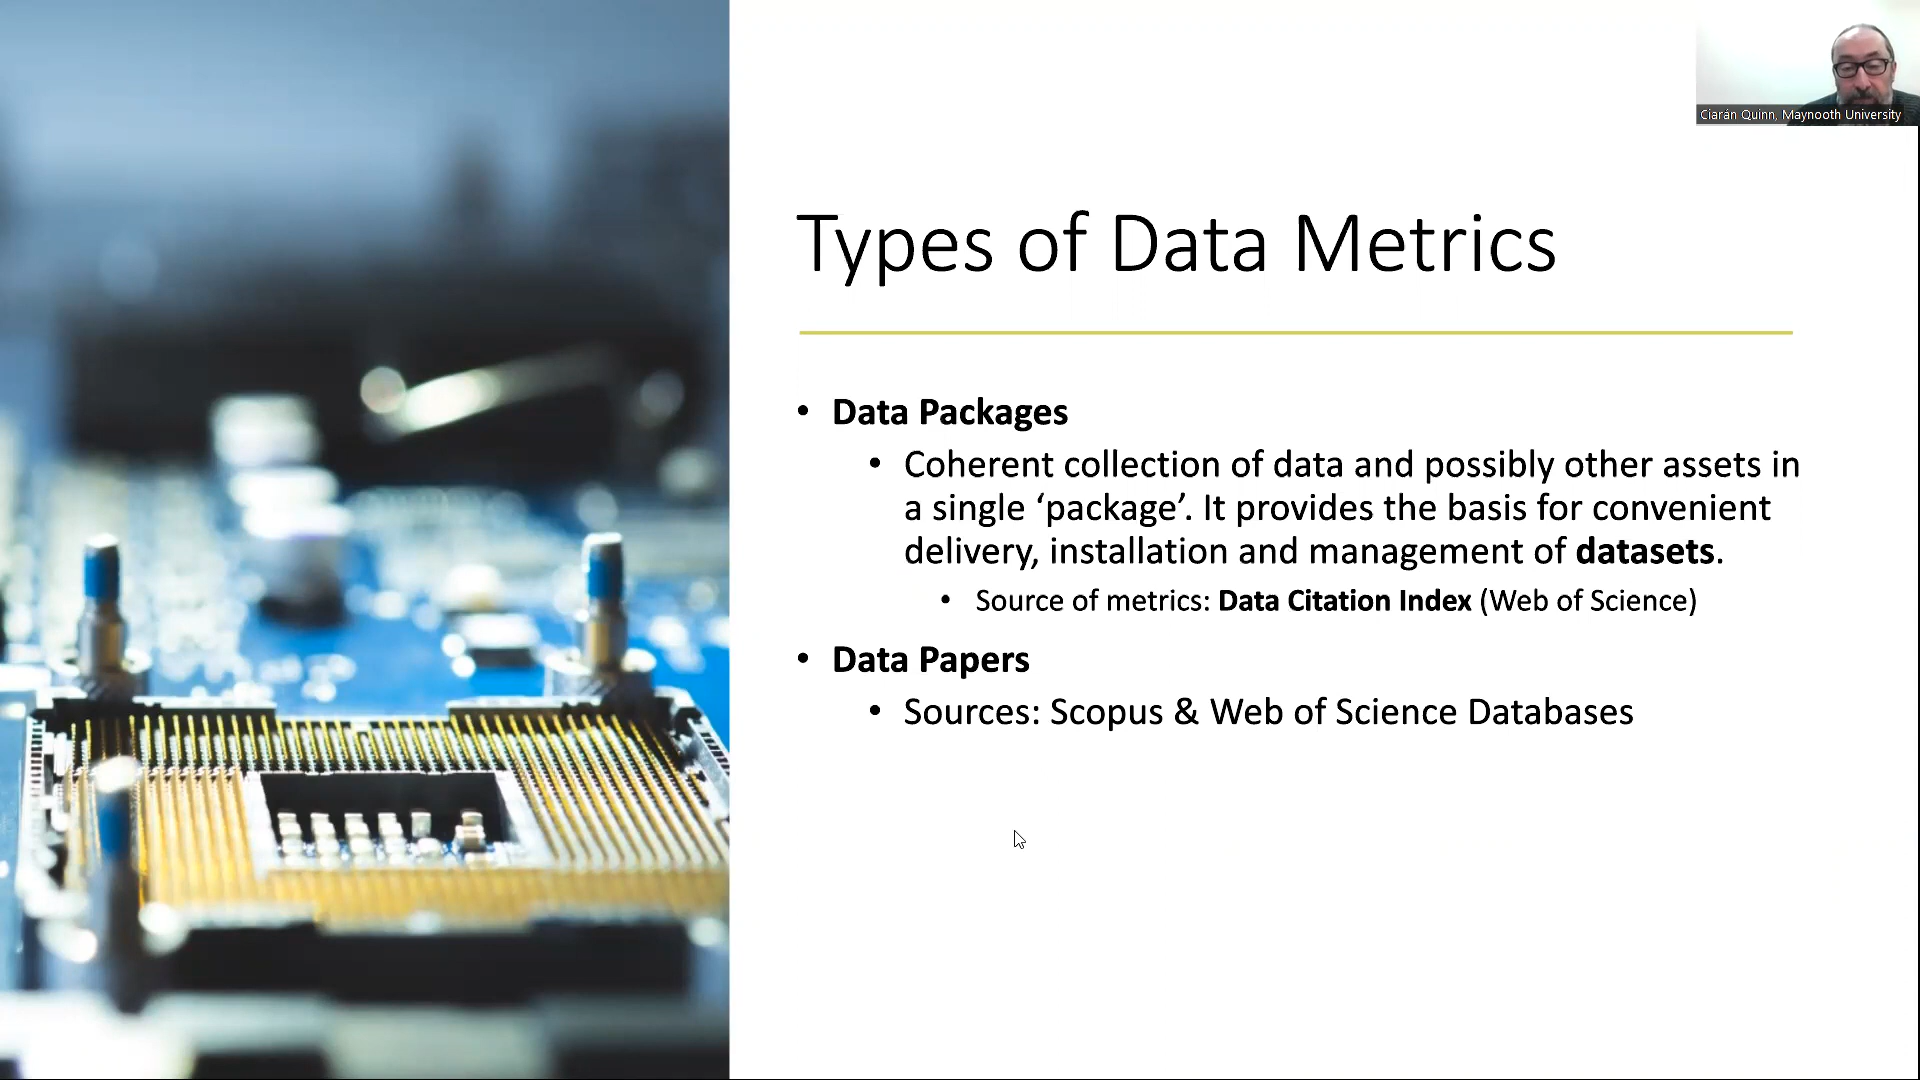 Ciarán Quinn, Maynooth University
Types of Data Metrics
• Data Packages
• Coherent collection of data and possibly other assets in
a single ‘package’. It provides the basis for convenient
delivery, installation and management of datasets.
• Source of metrics: Data Citation Index (Web of Science)
• Data Papers
• Sources: Scopus & Web of Science Databases